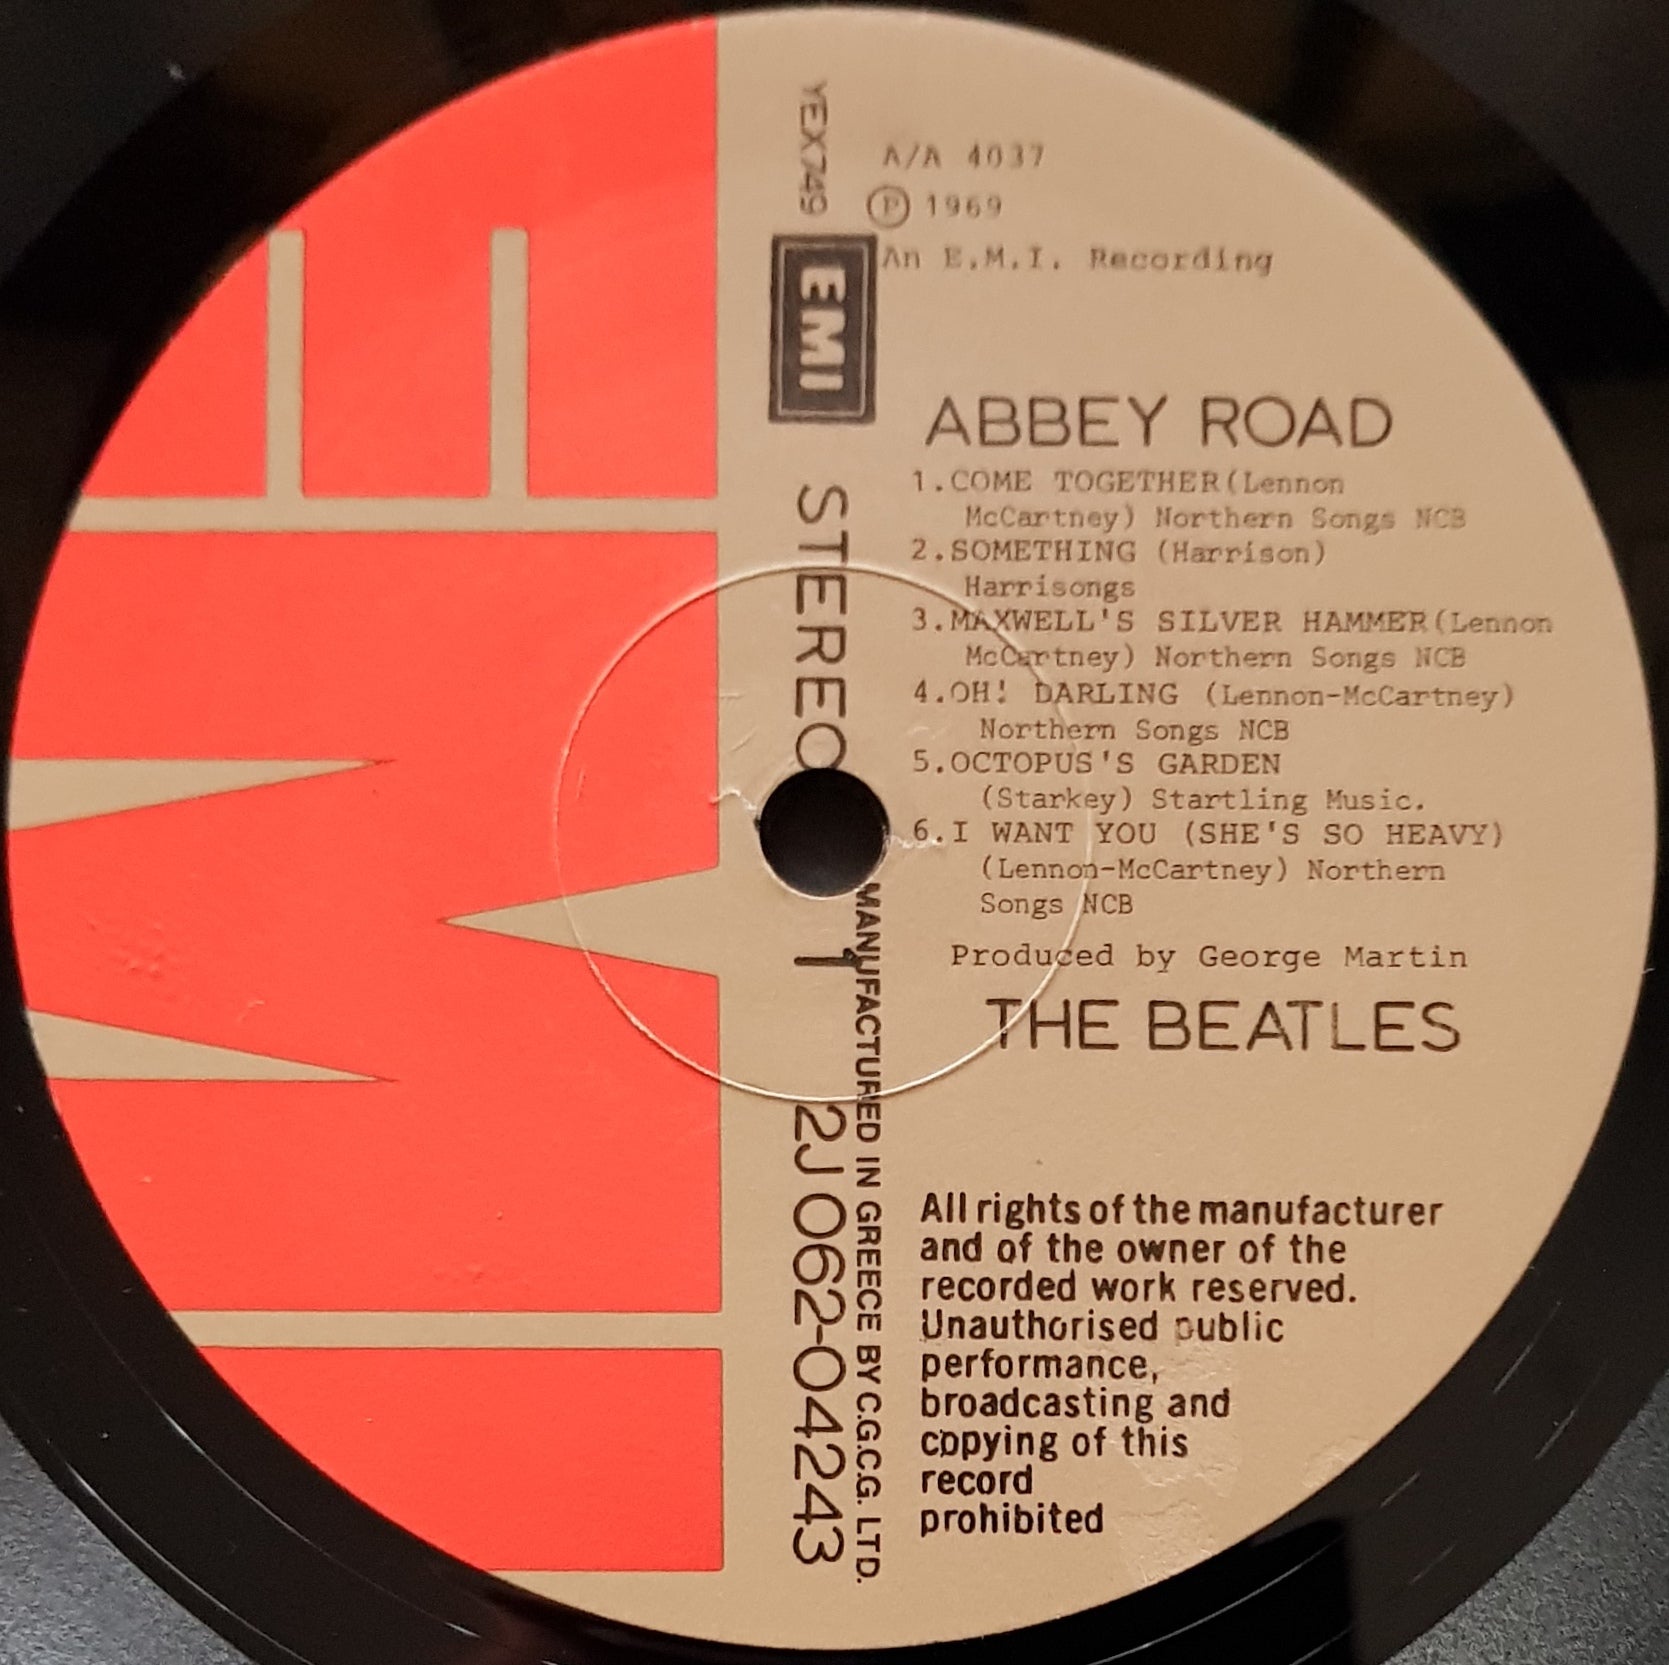 YEX749
A/A 4037
Ⓟ 1969
An E.M.I. Recording
EMI
STEREO
1
2J 062-04243
MANUFACTURED IN GREECE BY C.G.C.G. LTD.
ABBEY ROAD
1.COME TOGETHER(Lennon
McCartney) Northern Songs NCB
2.SOMETHING (Harrison)
Harrisongs
3.MAXWELL'S SILVER HAMMER(Lennon
McCartney) Northern Songs NCB
4.OH! DARLING (Lennon-McCartney)
Northern Songs NCB
5.OCTOPUS'S GARDEN
(Starkey) Startling Music.
6.I WANT YOU (SHE'S SO HEAVY)
(Lennon-McCartney) Northern
Songs NCB
Produced by George Martin
THE BEATLES
All rights of the manufacturer
and of the owner of the
recorded work reserved.
Unauthorised public
performance,
broadcasting and
copying of this
record
prohibited